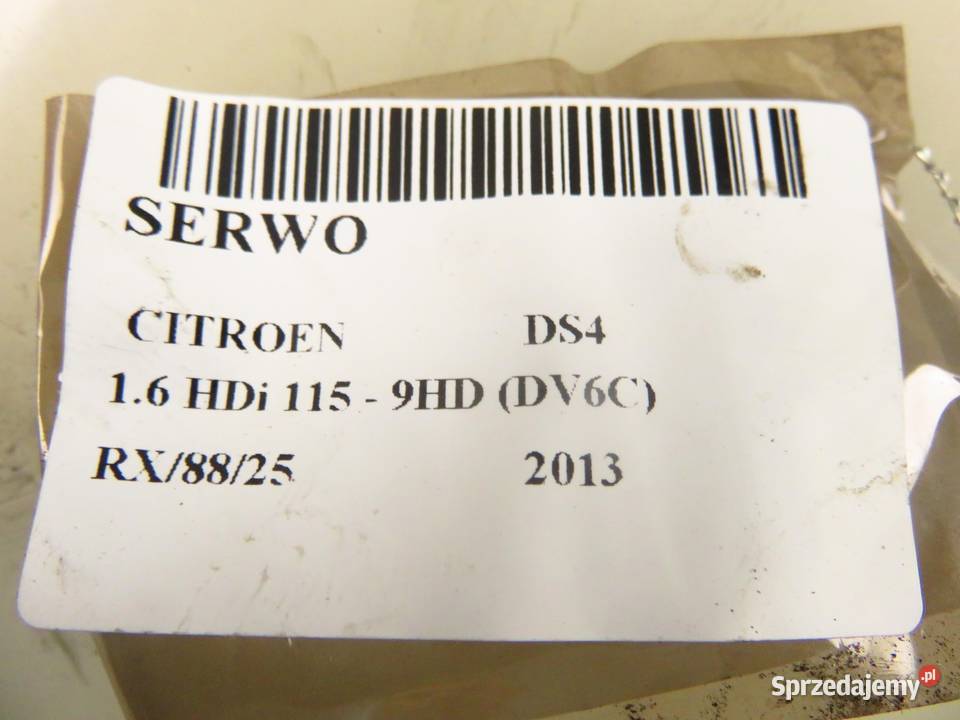 SERWO
CITROEN DS4
1.6 HDi 115 - 9HD (DV6C)
RX/88/25 2013
Sprzedajemy.pl